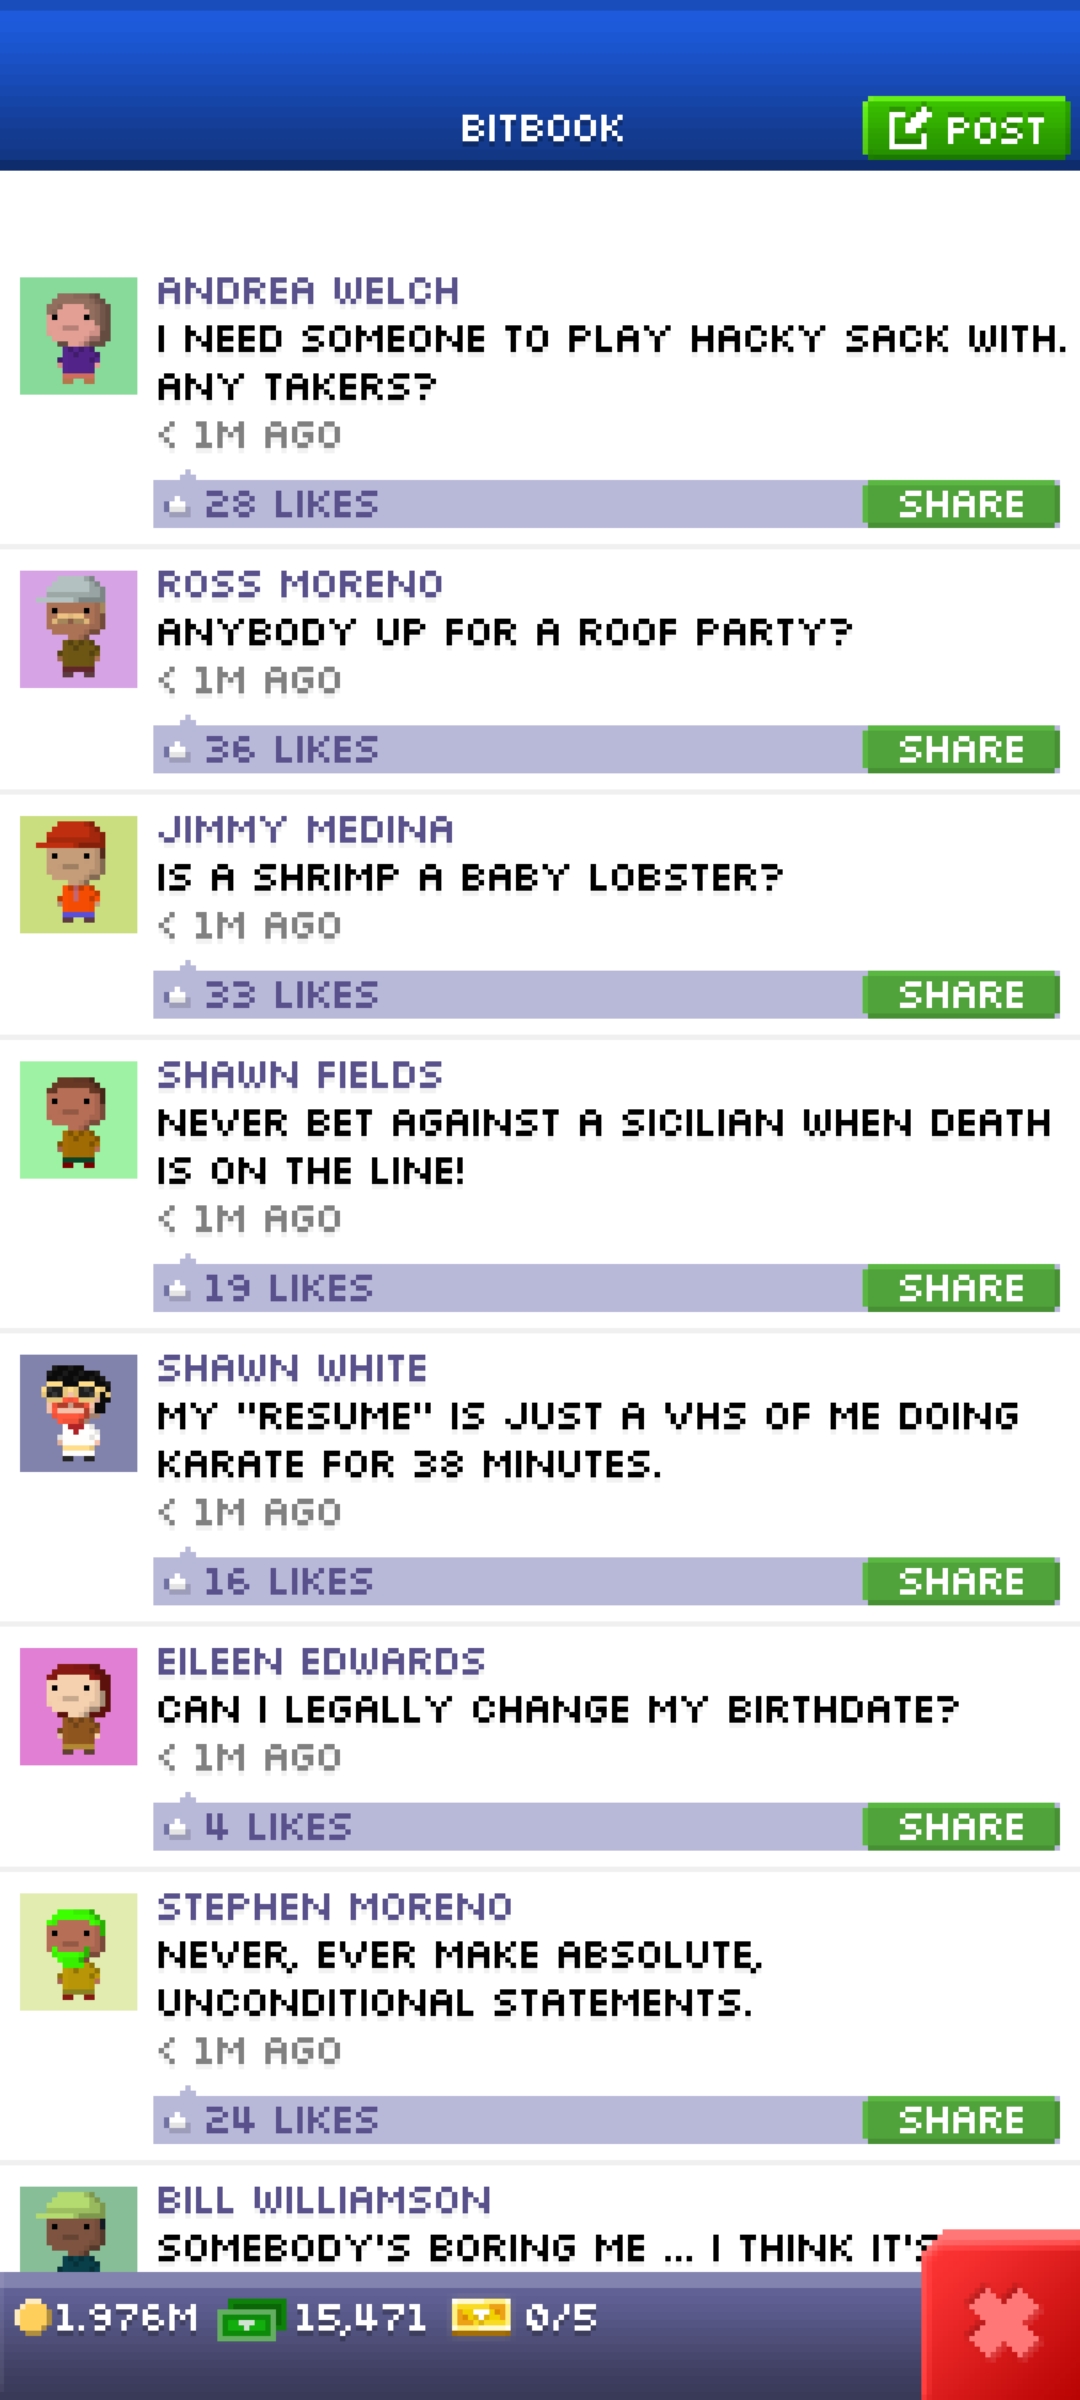 BITBOOK
POST
ANDREA WELCH
I NEED SOMEONE TO PLAY HACKY SACK WITH.
ANY TAKERS?
< 1M AGO
28 LIKES
SHARE
ROSS MORENO
ANYBODY UP FOR A ROOF PARTY?
< 1M AGO
36 LIKES
SHARE
JIMMY MEDINA
IS A SHRIMP A BABY LOBSTER?
< 1M AGO
33 LIKES
SHARE
SHAWN FIELDS
NEVER BET AGAINST A SICILIAN WHEN DEATH
IS ON THE LINE!
< 1M AGO
19 LIKES
SHARE
SHAWN WHITE
MY "RESUME" IS JUST A VHS OF ME DOING
KARATE FOR 38 MINUTES.
< 1M AGO
16 LIKES
SHARE
EILEEN EDWARDS
CAN I LEGALLY CHANGE MY BIRTHDATE?
< 1M AGO
4 LIKES
SHARE
STEPHEN MORENO
NEVER, EVER MAKE ABSOLUTE,
UNCONDITIONAL STATEMENTS.
< 1M AGO
24 LIKES
SHARE
BILL WILLIAMSON
SOMEBODY'S BORING ME ... I THINK IT'S
1.976M 15,471 0/5